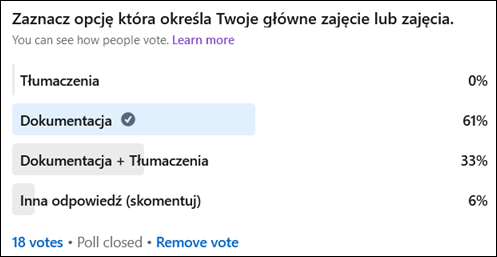 Zaznacz opcję która określa Twoje główne zajęcie lub zajęcia.
You can see how people vote. Learn more
Tłumaczenia 0%
Dokumentacja 61%
Dokumentacja + Tłumaczenia 33%
Inna odpowiedź (skomentuj) 6%
18 votes • Poll closed • Remove vote